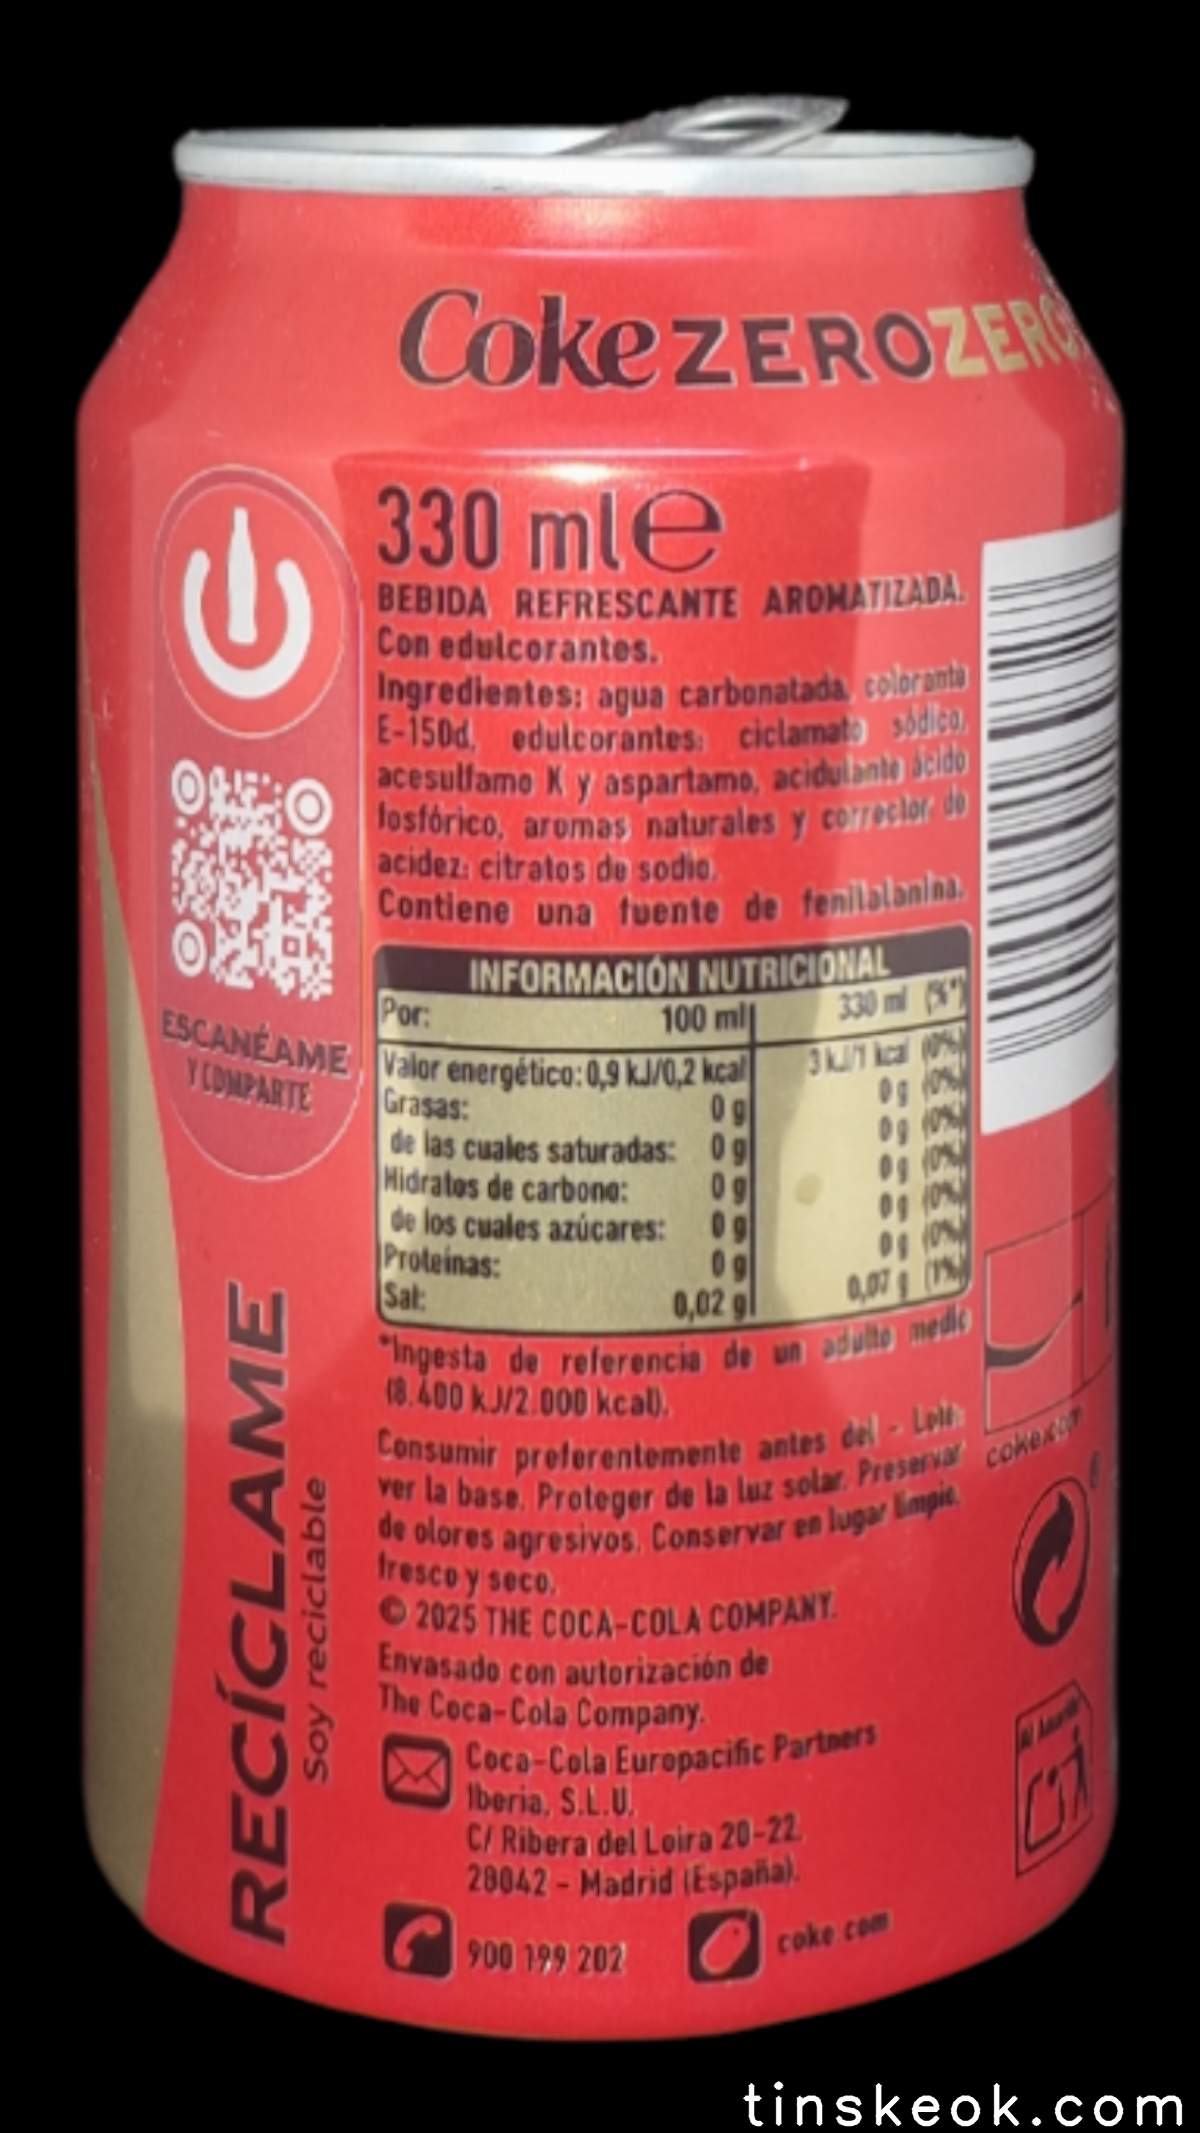 Coke ZERO ZERO
330 ml e
BEBIDA REFRESCANTE AROMATIZADA.
Con edulcorantes.
Ingredientes: agua carbonatada, colorante
E-150d, edulcorantes: ciclamato sódico,
acesulfamo K y aspartamo, acidulante ácido
fosfórico, aromas naturales y corrector de
acidez: citratos de sodio.
Contiene una fuente de fenilalanina.
INFORMACIÓN NUTRICIONAL
Por: 100 ml 330 ml (%*)
Valor energético: 0,9 kJ/0,2 kcal 3 kJ/1 kcal (0%)
Grasas: 0 g 0 g (0%)
de las cuales saturadas: 0 g 0 g (0%)
Hidratos de carbono: 0 g 0 g (0%)
de los cuales azúcares: 0 g 0 g (0%)
Proteínas: 0 g 0 g (0%)
Sal: 0,02 g 0,07 g (1%)
*Ingesta de referencia de un adulto medio
(8.400 kJ/2.000 kcal).
Consumir preferentemente antes del - Lote:
ver la base. Proteger de la luz solar. Preservar
de olores agresivos. Conservar en lugar limpio,
fresco y seco.
© 2025 THE COCA-COLA COMPANY.
Envasado con autorización de
The Coca-Cola Company.
Coca-Cola Europacific Partners
Iberia, S.L.U.
C/ Ribera del Loira 20-22.
28042 - Madrid (España).
900 199 202
coke.com
ESCANÉAME
Y COMPARTE
RECÍCLAME
Soy reciclable
coke.com
Al Amarillo
tinskeok.com